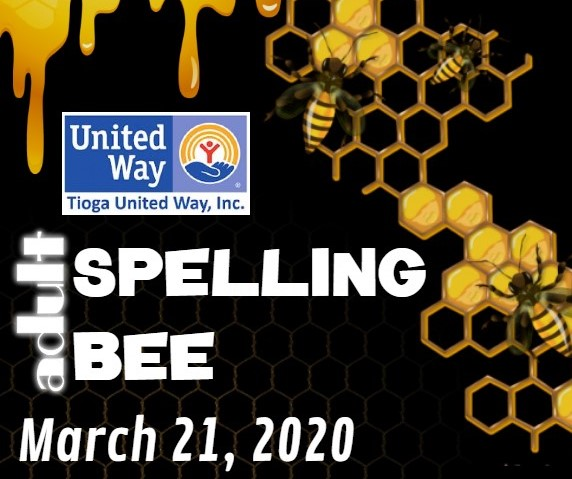 United
Way
Tioga United Way, Inc.
adult
SPELLING
BEE
March 21, 2020